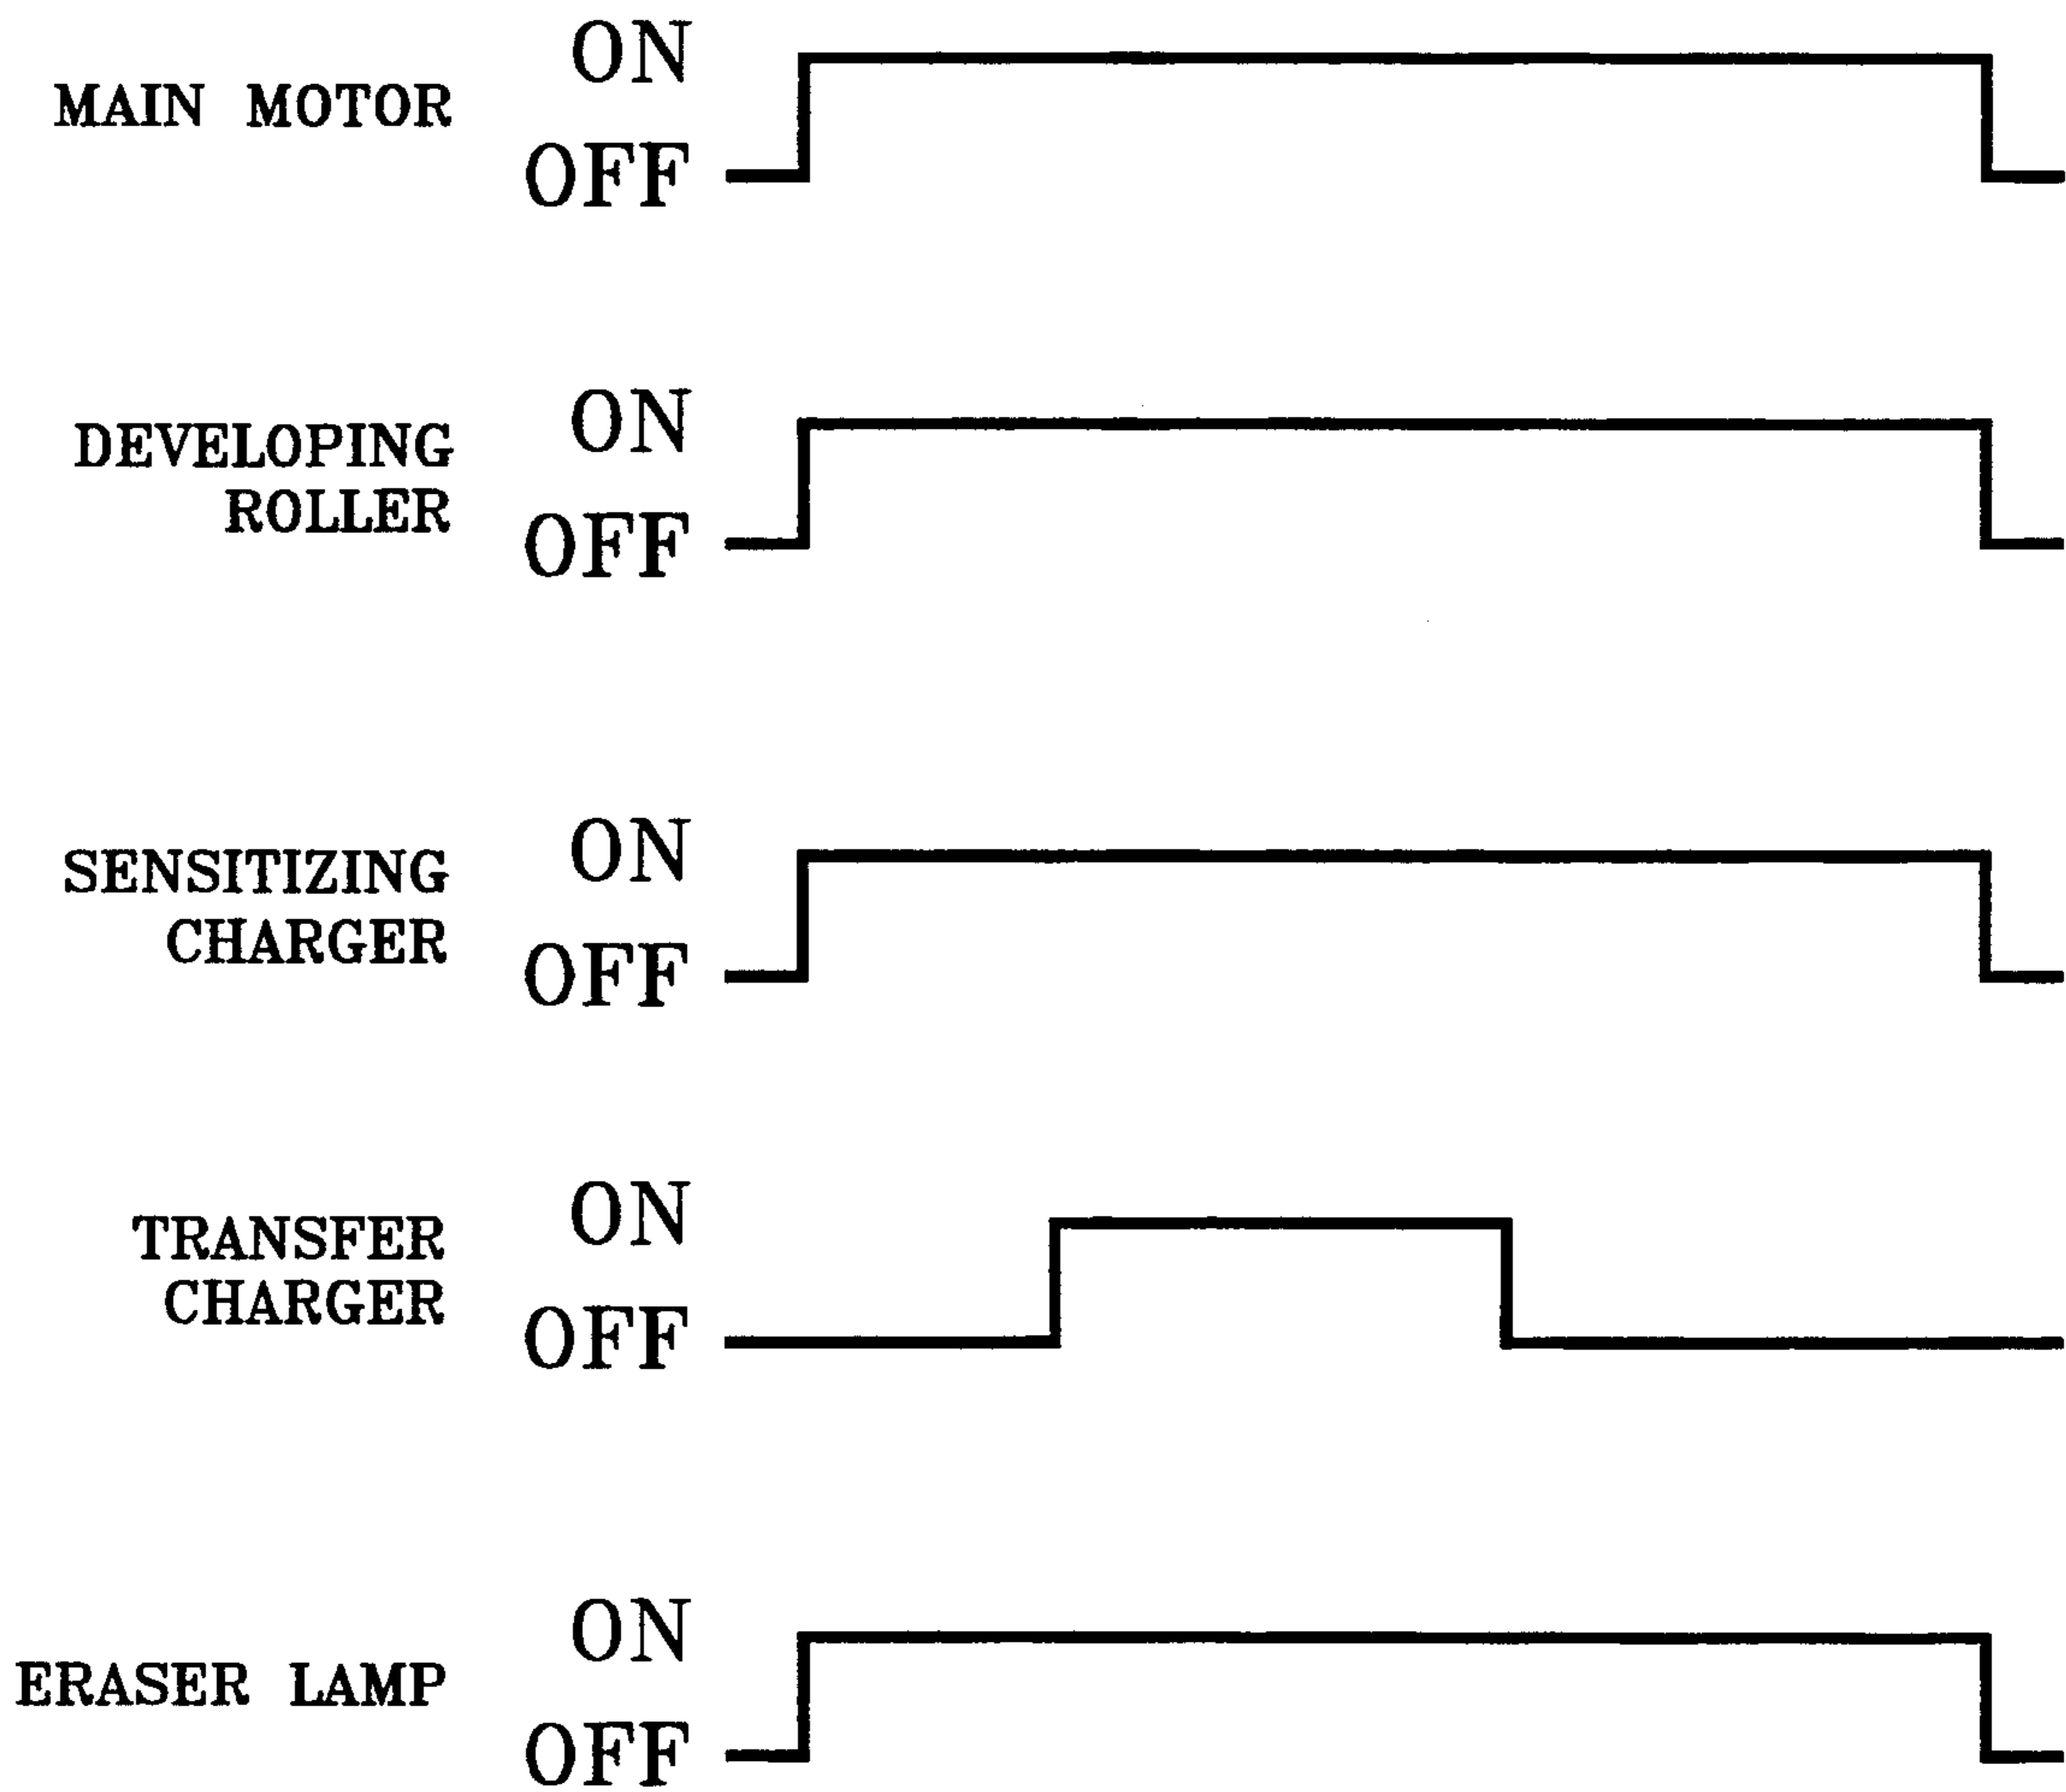 ON
MAIN MOTOR
OFF
ON
DEVELOPING
ROLLER
OFF
ON
SENSITIZING
CHARGER
OFF
ON
TRANSFER
CHARGER
OFF
ON
ERASER LAMP
OFF